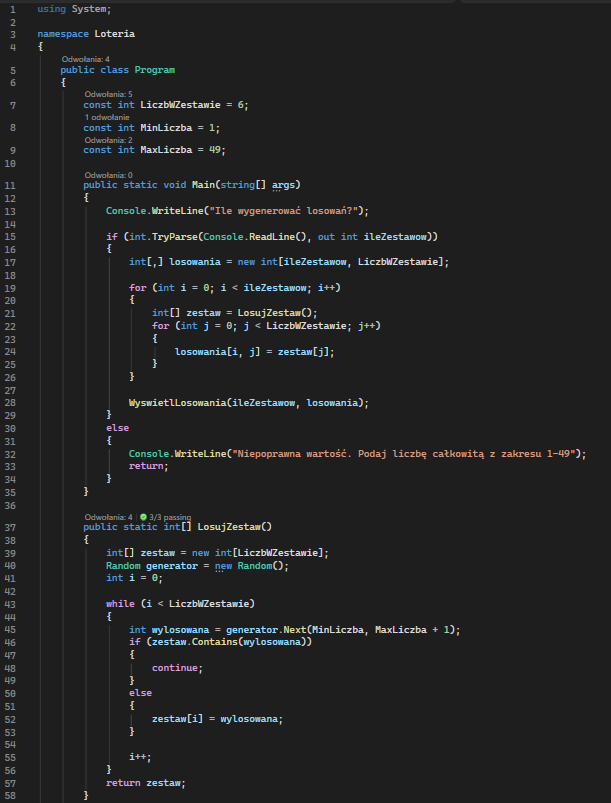 1 using System;
2
3 namespace Loteria
4 {
Odwołania: 4
5 public class Program
6 {
Odwołania: 5
7 const int LiczbWZestawie = 6;
1 odwołanie
8 const int MinLiczba = 1;
Odwołania: 2
9 const int MaxLiczba = 49;
10
Odwołania: 0
11 public static void Main(string[] args)
12 {
13 Console.WriteLine("Ile wygenerować losowań?");
14
15 if (int.TryParse(Console.ReadLine(), out int ileZestawow))
16 {
17 int[,] losowania = new int[ileZestawow, LiczbWZestawie];
18
19 for (int i = 0; i < ileZestawow; i++)
20 {
21 int[] zestaw = LosujZestaw();
22 for (int j = 0; j < LiczbWZestawie; j++)
23 {
24 losowania[i, j] = zestaw[j];
25 }
26 }
27
28 WyswietlLosowania(ileZestawow, losowania);
29 }
30 else
31 {
32 Console.WriteLine("Niepoprawna wartość. Podaj liczbę całkowitą z zakresu 1-49");
33 return;
34 }
35 }
36
Odwołania: 4 | 3/3 passing
37 public static int[] LosujZestaw()
38 {
39 int[] zestaw = new int[LiczbWZestawie];
40 Random generator = new Random();
41 int i = 0;
42
43 while (i < LiczbWZestawie)
44 {
45 int wylosowana = generator.Next(MinLiczba, MaxLiczba + 1);
46 if (zestaw.Contains(wylosowana))
47 {
48 continue;
49 }
50 else
51 {
52 zestaw[i] = wylosowana;
53 }
54
55 i++;
56 }
57 return zestaw;
58 }